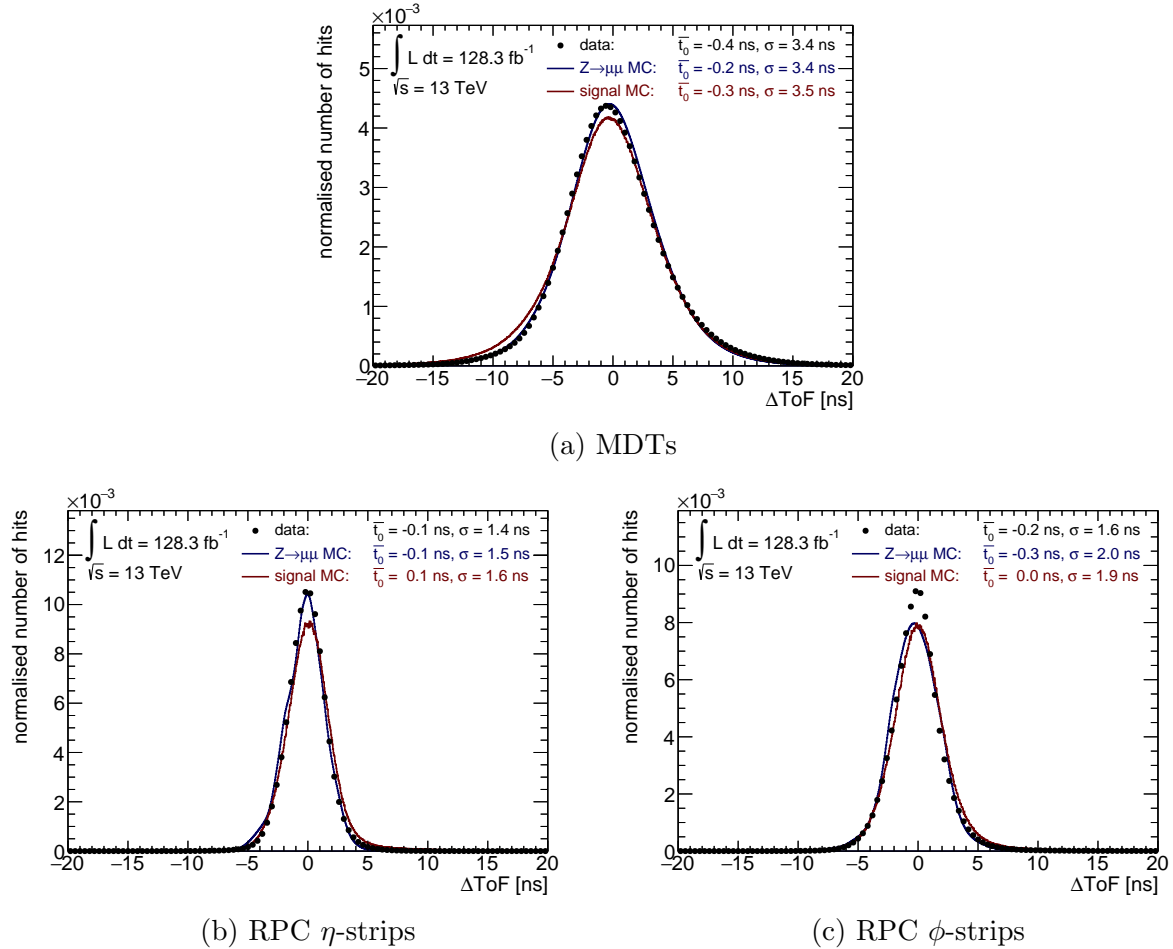 ×10⁻³
normalised number of hits
∫ L dt = 128.3 fb⁻¹
√s = 13 TeV
data: t̅₀ = -0.4 ns, σ = 3.4 ns
Z→μμ MC: t̅₀ = -0.2 ns, σ = 3.4 ns
signal MC: t̅₀ = -0.3 ns, σ = 3.5 ns
5
4
3
2
1
0
−20 −15 −10 −5 0 5 10 15 20
ΔToF [ns]
(a) MDTs
×10⁻³
normalised number of hits
∫ L dt = 128.3 fb⁻¹
√s = 13 TeV
data: t̅₀ = -0.1 ns, σ = 1.4 ns
Z→μμ MC: t̅₀ = -0.1 ns, σ = 1.5 ns
signal MC: t̅₀ = 0.1 ns, σ = 1.6 ns
12
10
8
6
4
2
0
−20 −15 −10 −5 0 5 10 15 20
ΔToF [ns]
(b) RPC η-strips
×10⁻³
normalised number of hits
∫ L dt = 128.3 fb⁻¹
√s = 13 TeV
data: t̅₀ = -0.2 ns, σ = 1.6 ns
Z→μμ MC: t̅₀ = -0.3 ns, σ = 2.0 ns
signal MC: t̅₀ = 0.0 ns, σ = 1.9 ns
10
8
6
4
2
0
−20 −15 −10 −5 0 5 10 15 20
ΔToF [ns]
(c) RPC ϕ-strips